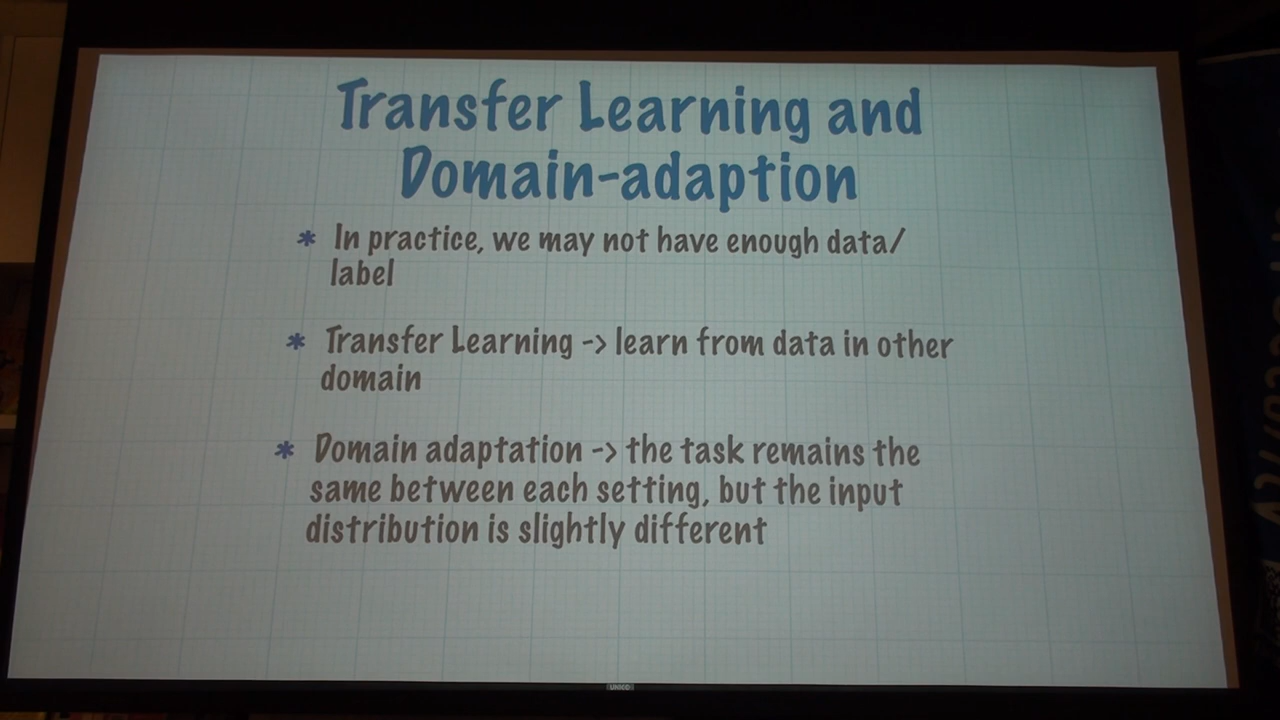 Transfer Learning and
Domain-adaption
* In practice, we may not have enough data/
label
* Transfer Learning -> learn from data in other
domain
* Domain adaptation -> the task remains the
same between each setting, but the input
distribution is slightly different
UNICO